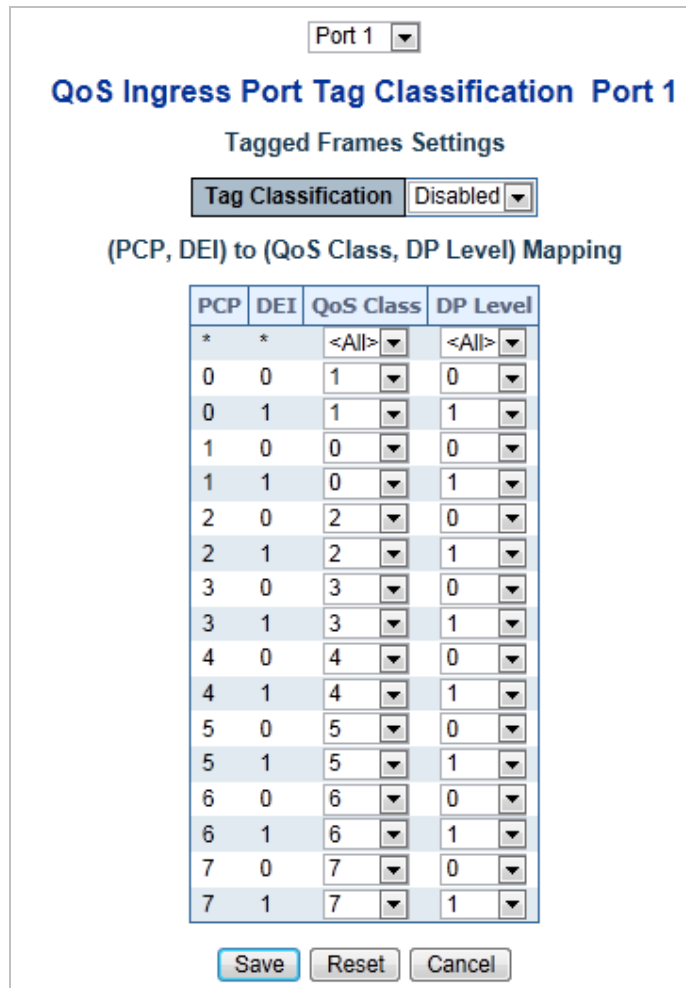 Port 1
QoS Ingress Port Tag Classification Port 1
Tagged Frames Settings
Tag Classification Disabled
(PCP, DEI) to (QoS Class, DP Level) Mapping
PCP DEI QoS Class DP Level
* * <All> <All>
0 0 1 0
0 1 1 1
1 0 0 0
1 1 0 1
2 0 2 0
2 1 2 1
3 0 3 0
3 1 3 1
4 0 4 0
4 1 4 1
5 0 5 0
5 1 5 1
6 0 6 0
6 1 6 1
7 0 7 0
7 1 7 1
Save Reset Cancel